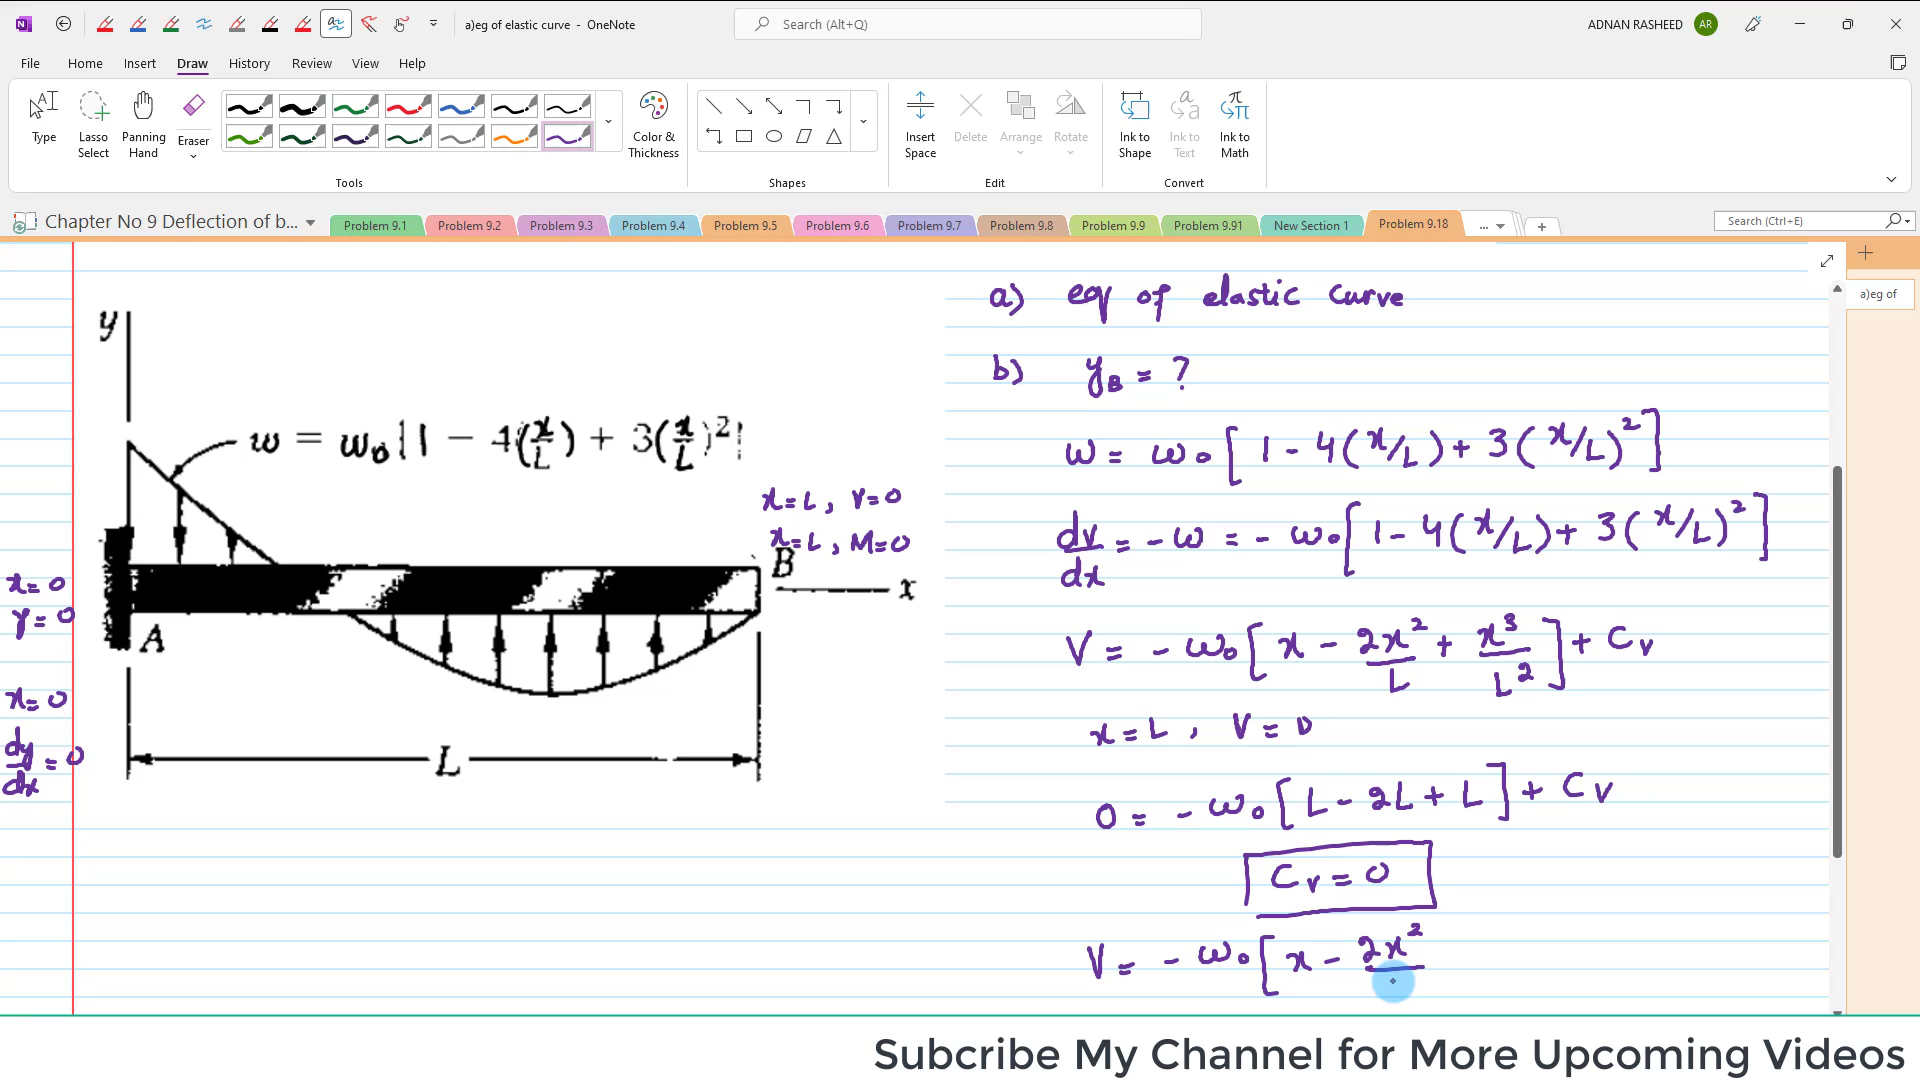 a)eg of elastic curve - OneNote
Search (Alt+Q)
ADNAN RASHEED AR
File Home Insert Draw History Review View Help
Type
Lasso Select
Panning Hand
Eraser
Color & Thickness
Insert Space
Delete
Arrange
Rotate
Ink to Shape
Ink to Text
Ink to Math
Tools
Shapes
Edit
Convert
Chapter No 9 Deflection of b...
Problem 9.1 Problem 9.2 Problem 9.3 Problem 9.4 Problem 9.5 Problem 9.6 Problem 9.7 Problem 9.8 Problem 9.9 Problem 9.91 New Section 1 Problem 9.18 ...
Search (Ctrl+E)
a)eg of
y
w = w₀[1 - 4(x/L) + 3(x/L)²]
x=L, V=0
x=L, M=0
B
x
A
L
x=0
y=0
x=0
dy/dx=0
a) eq of elastic curve
b) yB = ?
w = w₀[1 - 4(x/L) + 3(x/L)²]
dv/dx = -w = -w₀[1 - 4(x/L) + 3(x/L)²]
V = -w₀[x - 2x²/L + x³/L²] + Cv
x=L, V=0
0 = -w₀[L - 2L + L] + Cv
Cv = 0
V = -w₀[x - 2x²
Subcribe My Channel for More Upcoming Videos